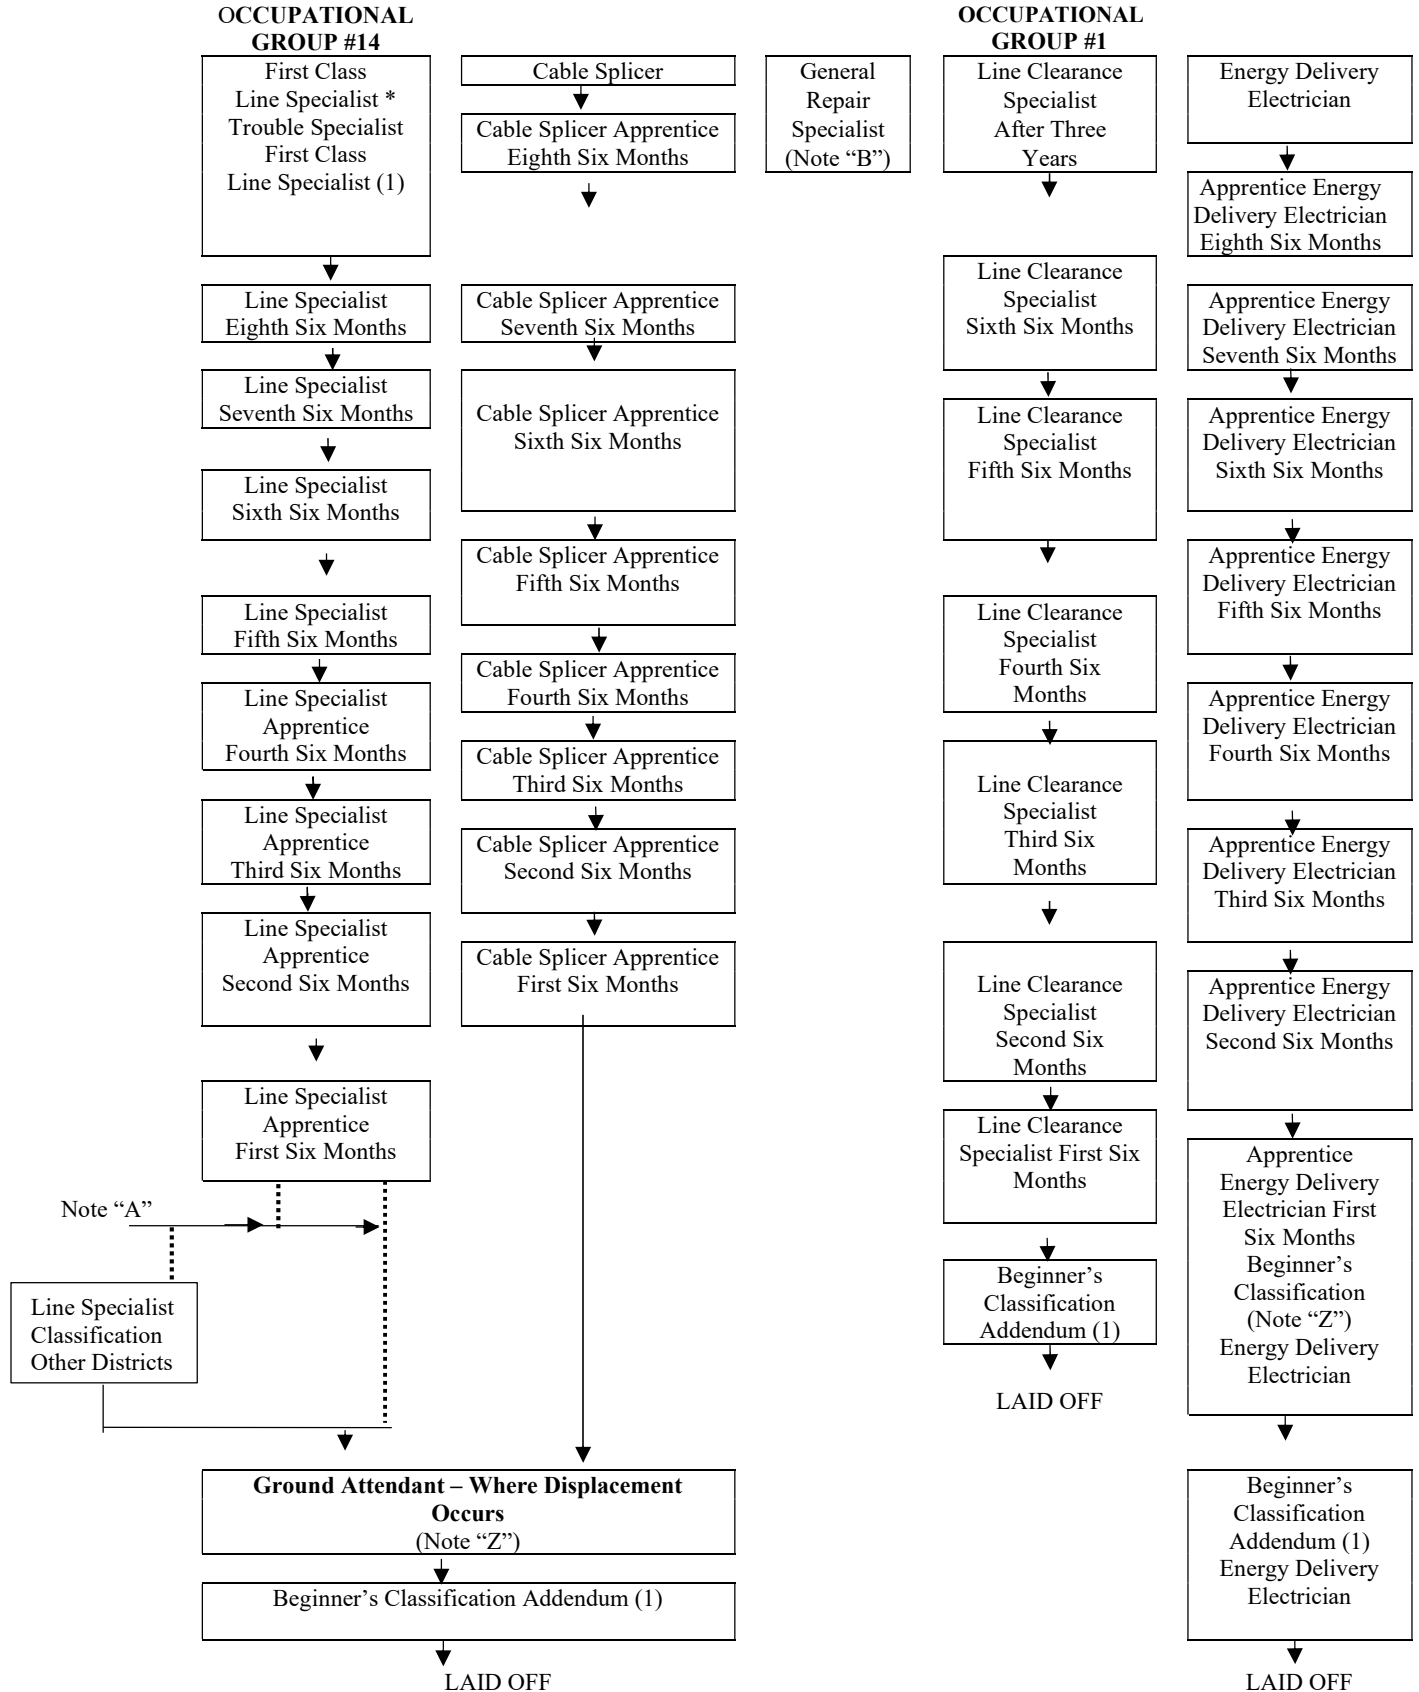 OCCUPATIONAL
GROUP #14
First Class
Line Specialist *
Trouble Specialist
First Class
Line Specialist (1)
Line Specialist
Eighth Six Months
Line Specialist
Seventh Six Months
Line Specialist
Sixth Six Months
Line Specialist
Fifth Six Months
Line Specialist
Apprentice
Fourth Six Months
Line Specialist
Apprentice
Third Six Months
Line Specialist
Apprentice
Second Six Months
Line Specialist
Apprentice
First Six Months
Note “A”
Line Specialist
Classification
Other Districts
Cable Splicer
Cable Splicer Apprentice
Eighth Six Months
Cable Splicer Apprentice
Seventh Six Months
Cable Splicer Apprentice
Sixth Six Months
Cable Splicer Apprentice
Fifth Six Months
Cable Splicer Apprentice
Fourth Six Months
Cable Splicer Apprentice
Third Six Months
Cable Splicer Apprentice
Second Six Months
Cable Splicer Apprentice
First Six Months
Ground Attendant – Where Displacement
Occurs
(Note “Z”)
Beginner’s Classification Addendum (1)
LAID OFF
General
Repair
Specialist
(Note “B”)
OCCUPATIONAL
GROUP #1
Line Clearance
Specialist
After Three
Years
Line Clearance
Specialist
Sixth Six Months
Line Clearance
Specialist
Fifth Six Months
Line Clearance
Specialist
Fourth Six
Months
Line Clearance
Specialist
Third Six
Months
Line Clearance
Specialist
Second Six
Months
Line Clearance
Specialist First Six
Months
Beginner’s
Classification
Addendum (1)
LAID OFF
Energy Delivery
Electrician
Apprentice Energy
Delivery Electrician
Eighth Six Months
Apprentice Energy
Delivery Electrician
Seventh Six Months
Apprentice Energy
Delivery Electrician
Sixth Six Months
Apprentice Energy
Delivery Electrician
Fifth Six Months
Apprentice Energy
Delivery Electrician
Fourth Six Months
Apprentice Energy
Delivery Electrician
Third Six Months
Apprentice Energy
Delivery Electrician
Second Six Months
Apprentice
Energy Delivery
Electrician First
Six Months
Beginner’s
Classification
(Note “Z”)
Energy Delivery
Electrician
Beginner’s
Classification
Addendum (1)
Energy Delivery
Electrician
LAID OFF